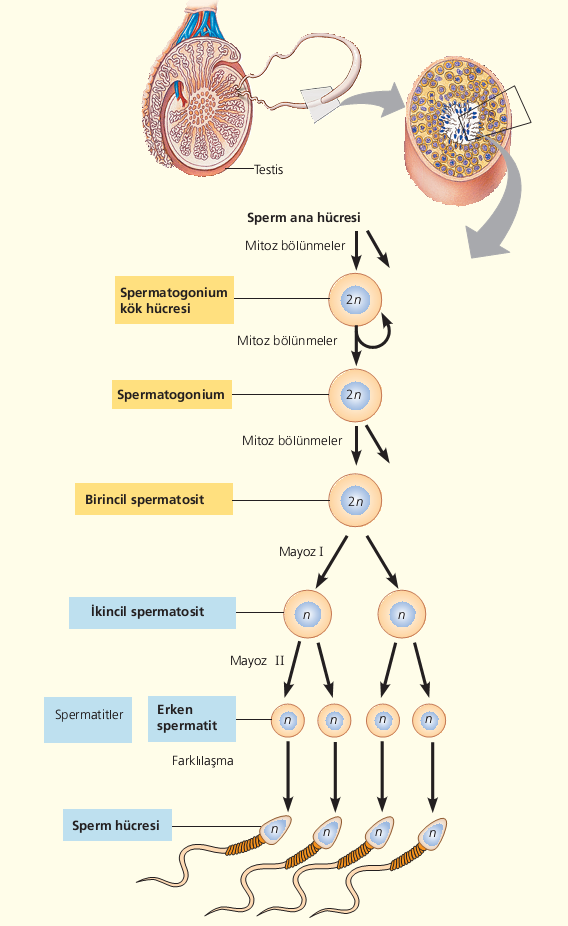 Testis
Sperm ana hücresi
Mitoz bölünmeler
Spermatogonium
kök hücresi
2n
Mitoz bölünmeler
Spermatogonium
2n
Mitoz bölünmeler
Birincil spermatosit
2n
Mayoz I
İkincil spermatosit
n
n
Mayoz II
Spermatitler
Erken
spermatit
n
n
n
n
Farklılaşma
Sperm hücresi
n
n
n
n